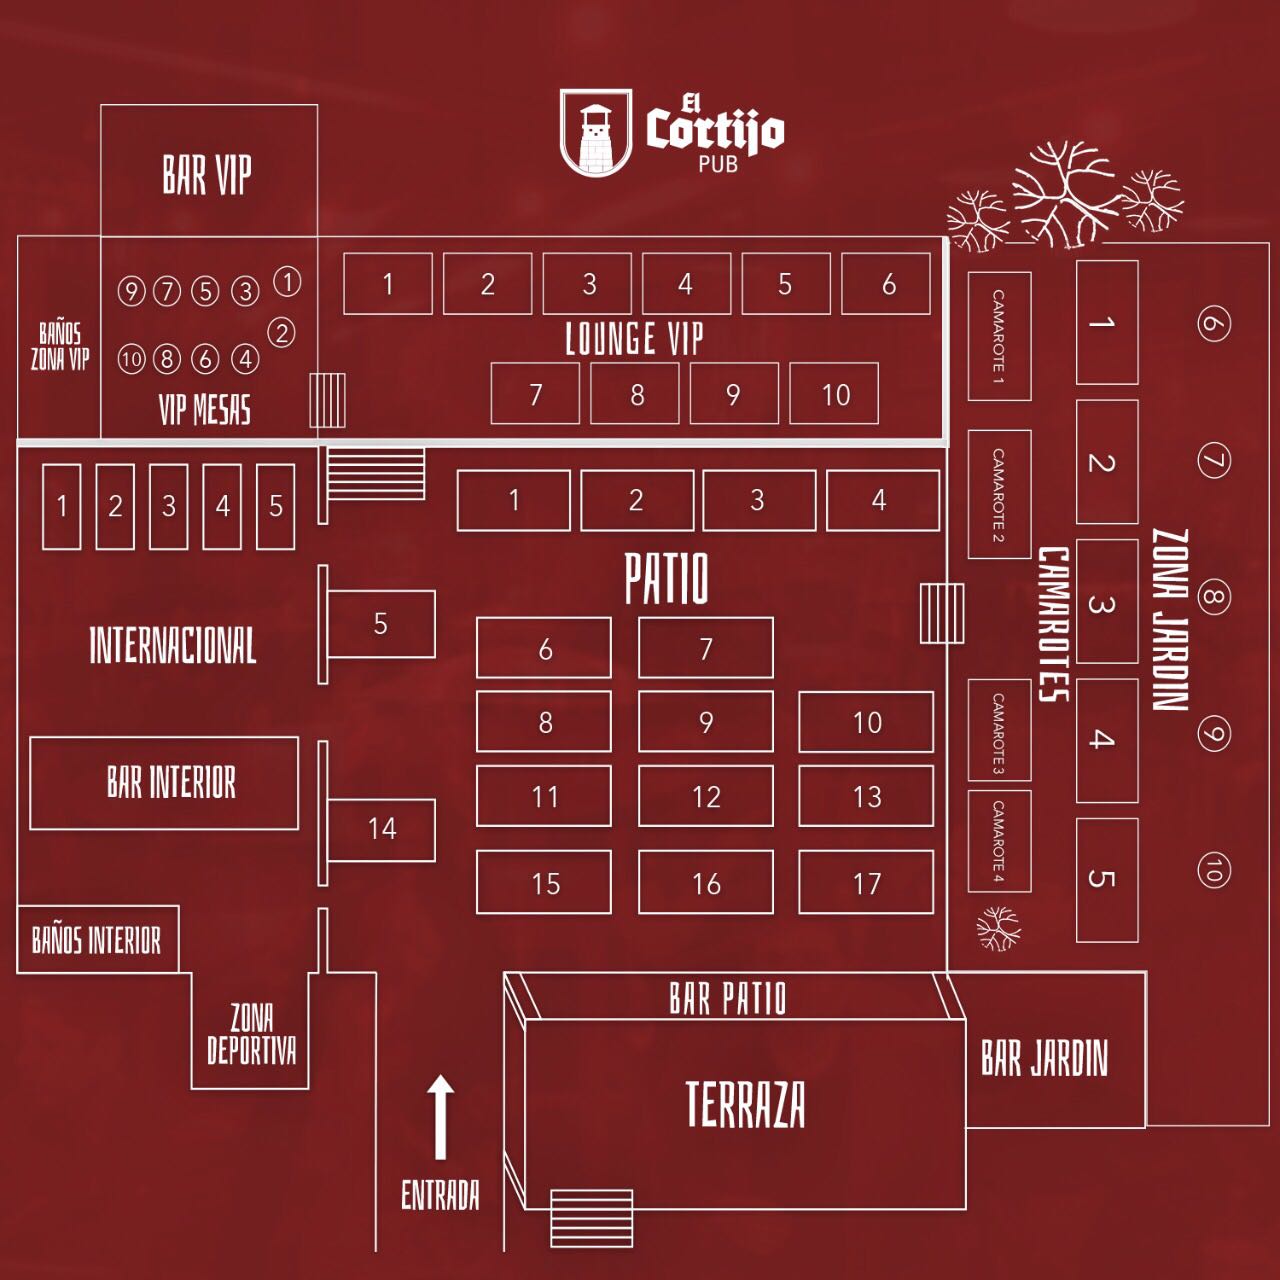 El
Cortijo
PUB
BAR VIP
BAÑOS
ZONA VIP
9 7 5 3 1
2
10 8 6 4
VIP MESAS
1 2 3 4 5 6
LOUNGE VIP
7 8 9 10
1 2 3 4 5
INTERNACIONAL
BAR INTERIOR
BAÑOS INTERIOR
ZONA
DEPORTIVA
1 2 3 4
PATIO
5
6 7
8 9 10
11 12 13
14
15 16 17
BAR PATIO
TERRAZA
ENTRADA
CAMAROTE 1
CAMAROTE 2
CAMAROTE 3
CAMAROTE 4
CAMAROTES
1
2
3
4
5
ZONA JARDIN
6
7
8
9
10
BAR JARDIN